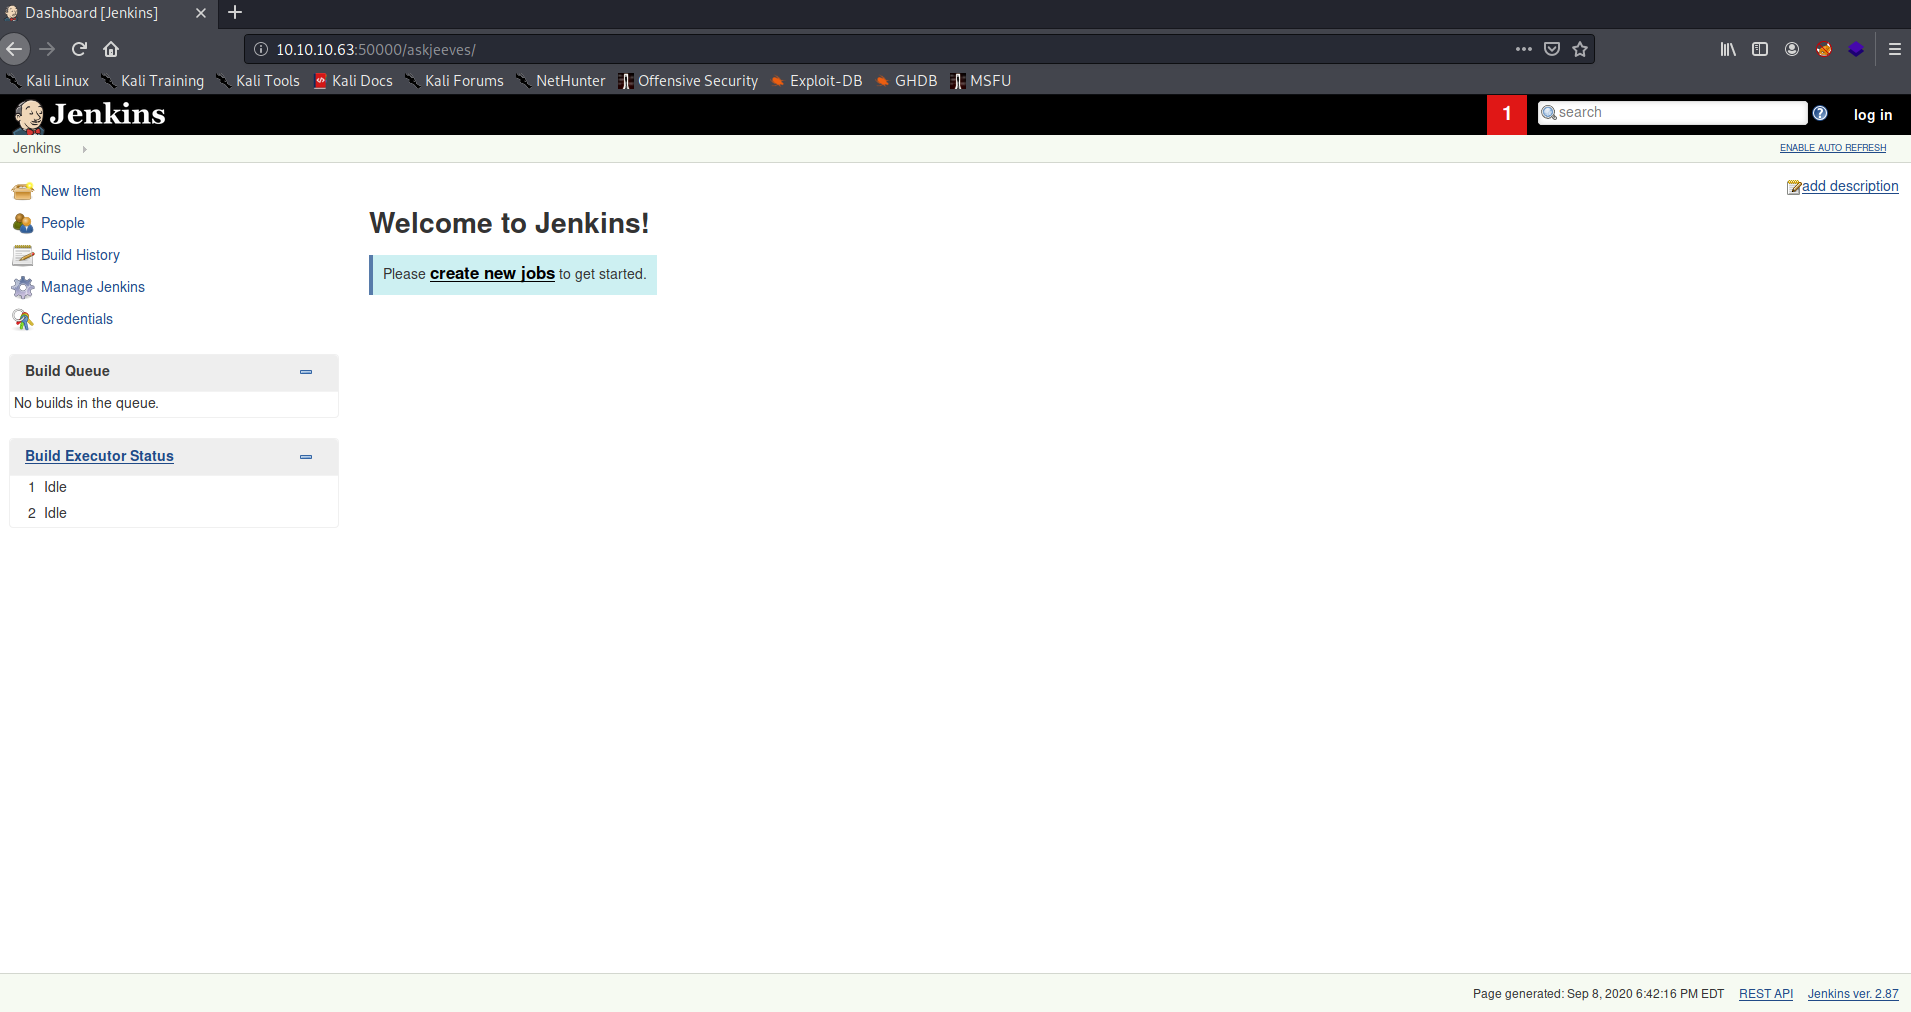 Dashboard [Jenkins]
10.10.10.63:50000/askjeeves/
Kali Linux Kali Training Kali Tools Kali Docs Kali Forums NetHunter Offensive Security Exploit-DB GHDB MSFU
Jenkins 1 search log in
Jenkins ENABLE AUTO REFRESH
add description
New Item
People
Build History
Manage Jenkins
Credentials
Welcome to Jenkins!
Please create new jobs to get started.
Build Queue
No builds in the queue.
Build Executor Status
1 Idle
2 Idle
Page generated: Sep 8, 2020 6:42:16 PM EDT REST API Jenkins ver. 2.87